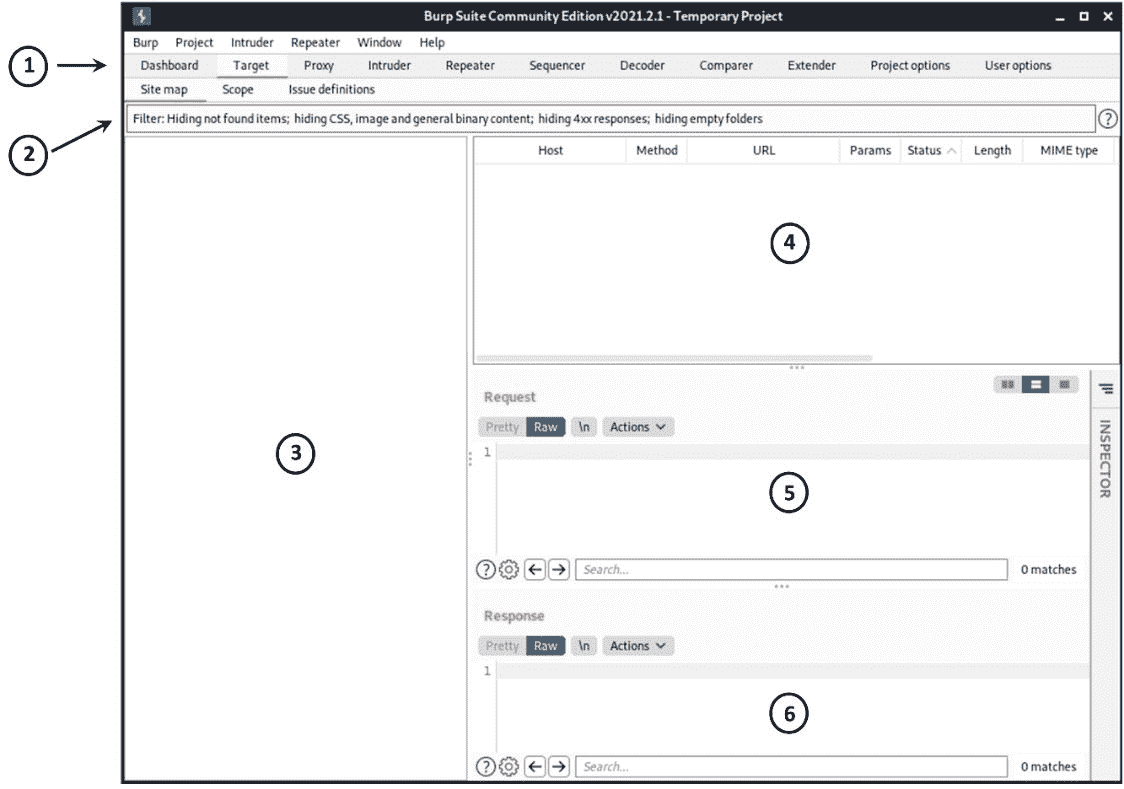 Burp Suite Community Edition v2021.2.1 - Temporary Project
Burp Project Intruder Repeater Window Help
1
Dashboard Target Proxy Intruder Repeater Sequencer Decoder Comparer Extender Project options User options
Site map Scope Issue definitions
2
Filter: Hiding not found items; hiding CSS, image and general binary content; hiding 4xx responses; hiding empty folders ?
Host Method URL Params Status Length MIME type
4
Request
Pretty Raw \n Actions
INSPECTOR
1
3
5
? Search... 0 matches
Response
Pretty Raw \n Actions
1
6
? Search... 0 matches